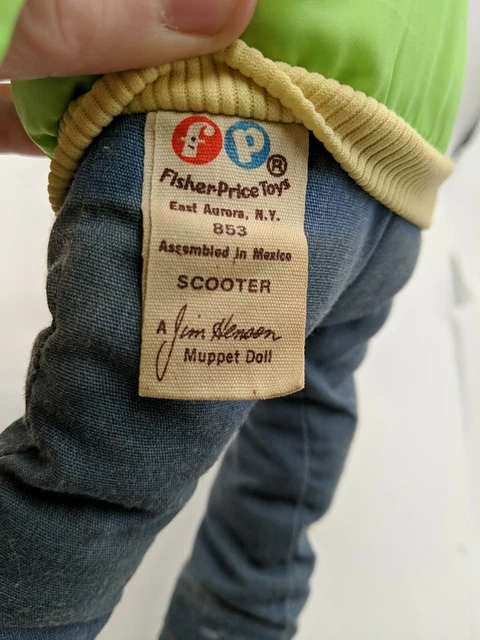 fp®
Fisher-Price Toys
East Aurora, N.Y.
853
Assembled in Mexico
SCOOTER
A Jim Henson
Muppet Doll